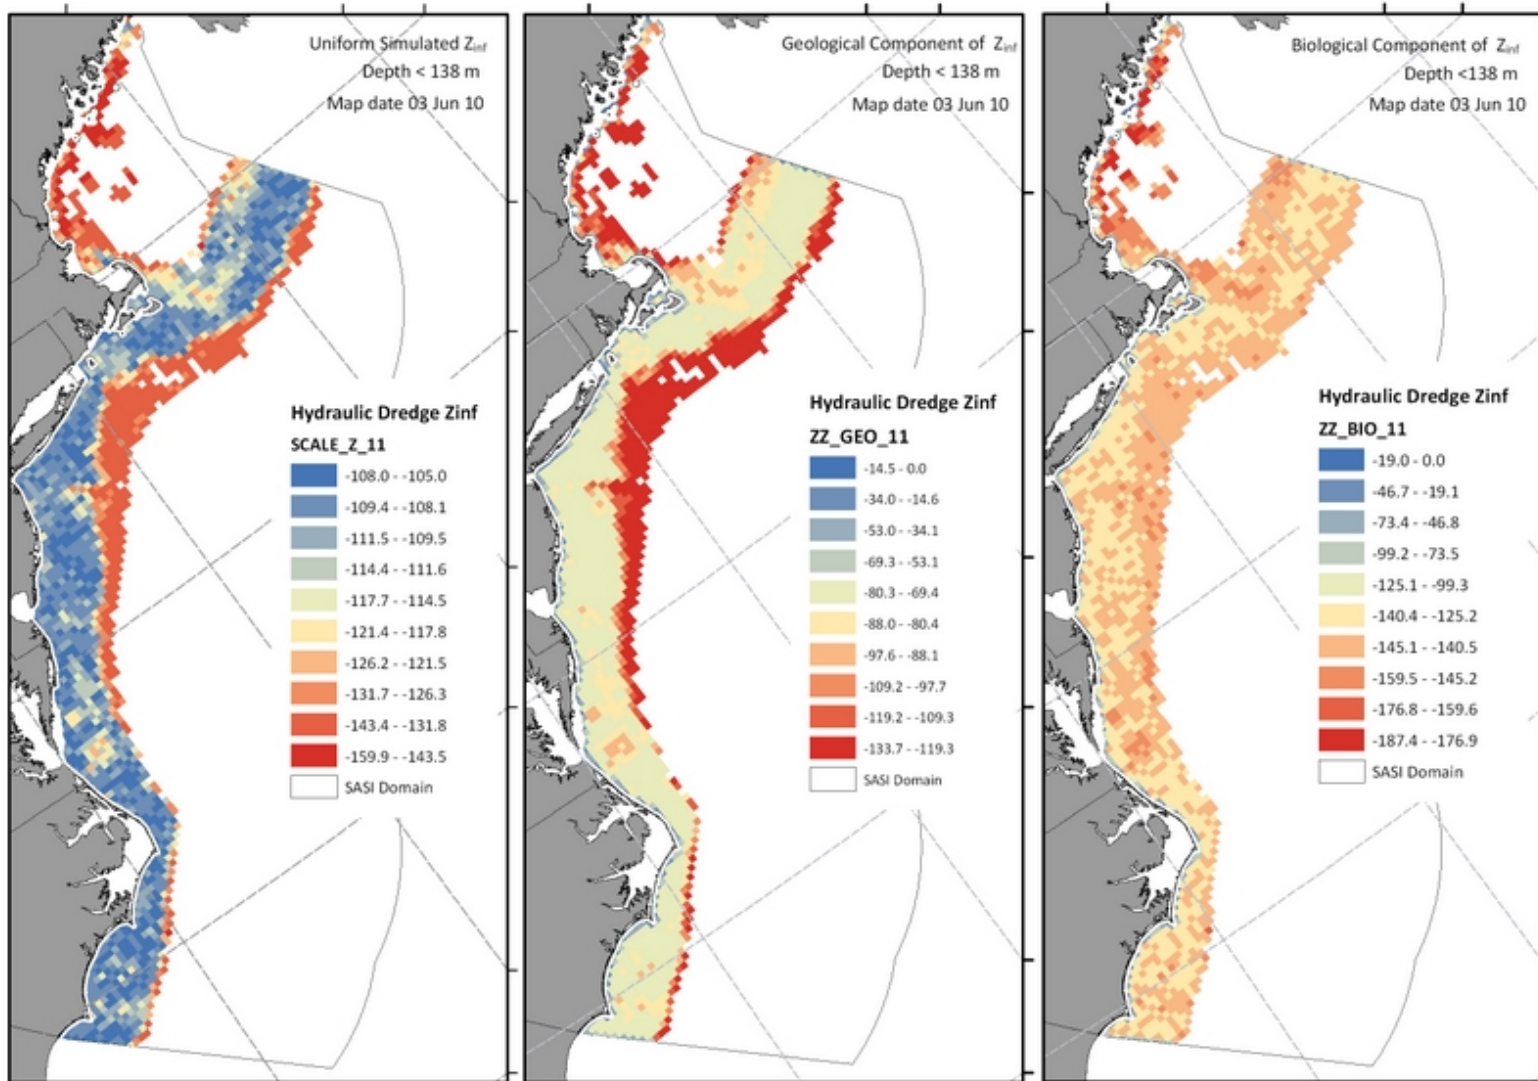 Uniform Simulated Zinf
Depth < 138 m
Map date 03 Jun 10
Hydraulic Dredge Zinf
SCALE_Z_11
-108.0 - -105.0
-109.4 - -108.1
-111.5 - -109.5
-114.4 - -111.6
-117.7 - -114.5
-121.4 - -117.8
-126.2 - -121.5
-131.7 - -126.3
-143.4 - -131.8
-159.9 - -143.5
SASI Domain
Geological Component of Zinf
Depth < 138 m
Map date 03 Jun 10
Hydraulic Dredge Zinf
ZZ_GEO_11
-14.5 - 0.0
-34.0 - -14.6
-53.0 - -34.1
-69.3 - -53.1
-80.3 - -69.4
-88.0 - -80.4
-97.6 - -88.1
-109.2 - -97.7
-119.2 - -109.3
-133.7 - -119.3
SASI Domain
Biological Component of Zinf
Depth <138 m
Map date 03 Jun 10
Hydraulic Dredge Zinf
ZZ_BIO_11
-19.0 - 0.0
-46.7 - -19.1
-73.4 - -46.8
-99.2 - -73.5
-125.1 - -99.3
-140.4 - -125.2
-145.1 - -140.5
-159.5 - -145.2
-176.8 - -159.6
-187.4 - -176.9
SASI Domain